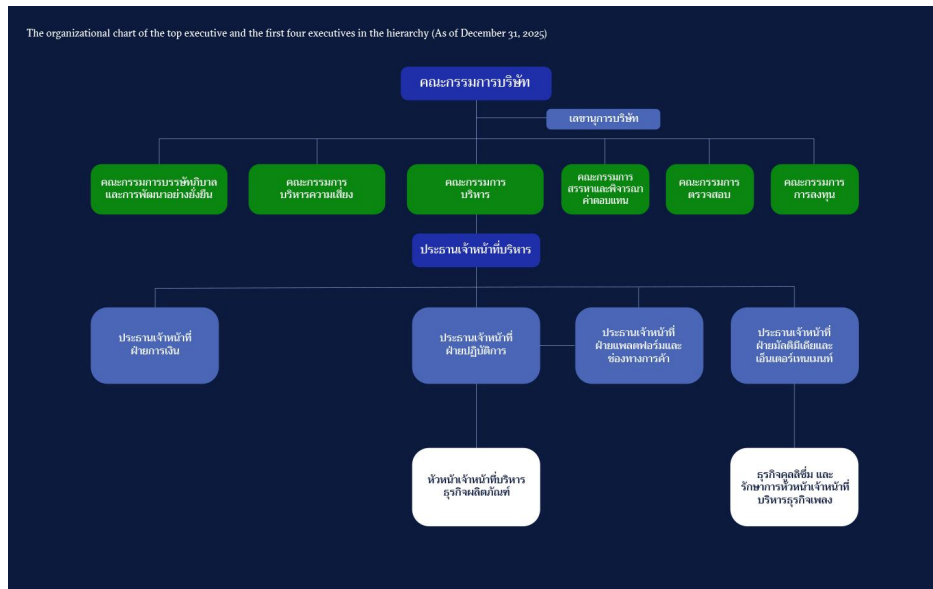 The organizational chart of the top executive and the first four executives in the hierarchy (As of December 31, 2025)
คณะกรรมการบริษัท
เลขานุการบริษัท
คณะกรรมการบรรษัทภิบาล
และการพัฒนาอย่างยั่งยืน
คณะกรรมการ
บริหารความเสี่ยง
คณะกรรมการ
บริหาร
คณะกรรมการ
สรรหาและพิจารณา
ค่าตอบแทน
คณะกรรมการ
ตรวจสอบ
คณะกรรมการ
การลงทุน
ประธานเจ้าหน้าที่บริหาร
ประธานเจ้าหน้าที่
ฝ่ายการเงิน
ประธานเจ้าหน้าที่
ฝ่ายปฏิบัติการ
ประธานเจ้าหน้าที่
ฝ่ายแพลตฟอร์มและ
ช่องทางการค้า
ประธานเจ้าหน้าที่
ฝ่ายมัลติมีเดียและ
เอ็นเตอร์เทนเมนท์
หัวหน้าเจ้าหน้าที่บริหาร
ธุรกิจผลิตภัณฑ์
ธุรกิจคูลลิซึ่ม และ
รักษาการหัวหน้าเจ้าหน้าที่
บริหารธุรกิจเพลง